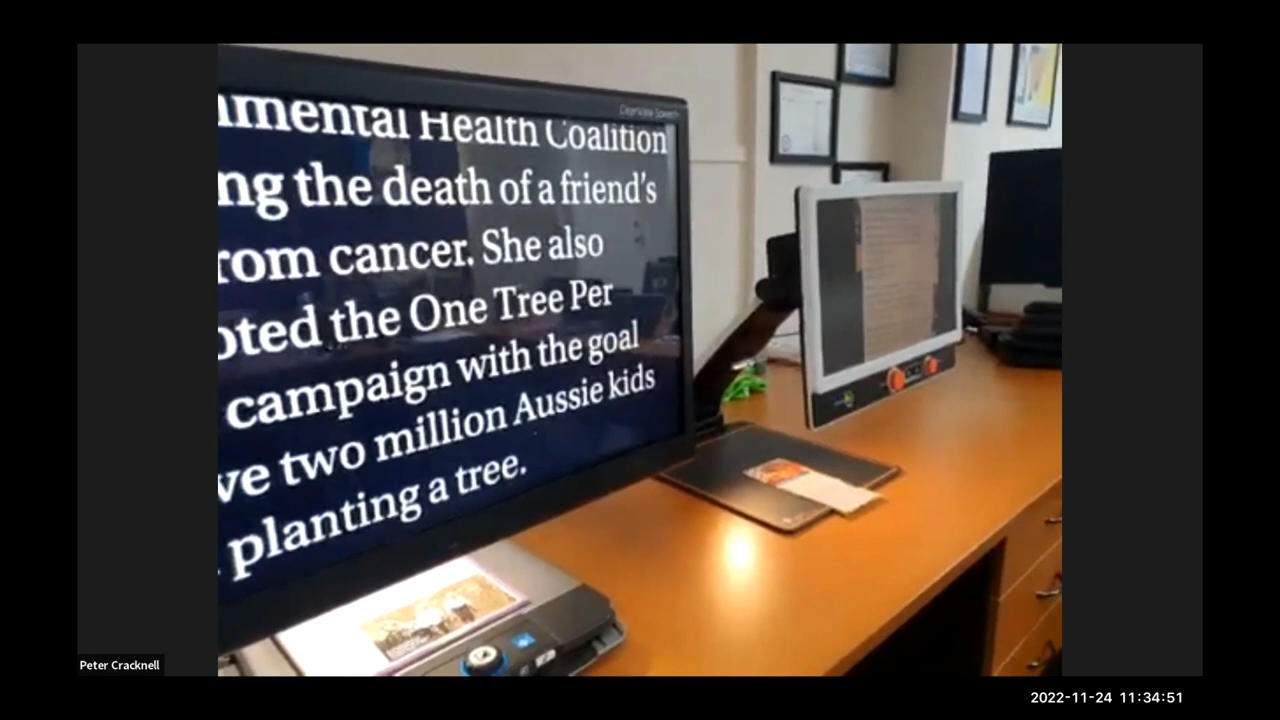 nmental Health Coalition
ng the death of a friend's
rom cancer. She also
oted the One Tree Per
campaign with the goal
ve two million Aussie kids
planting a tree.
Peter Cracknell
2022-11-24 11:34:51